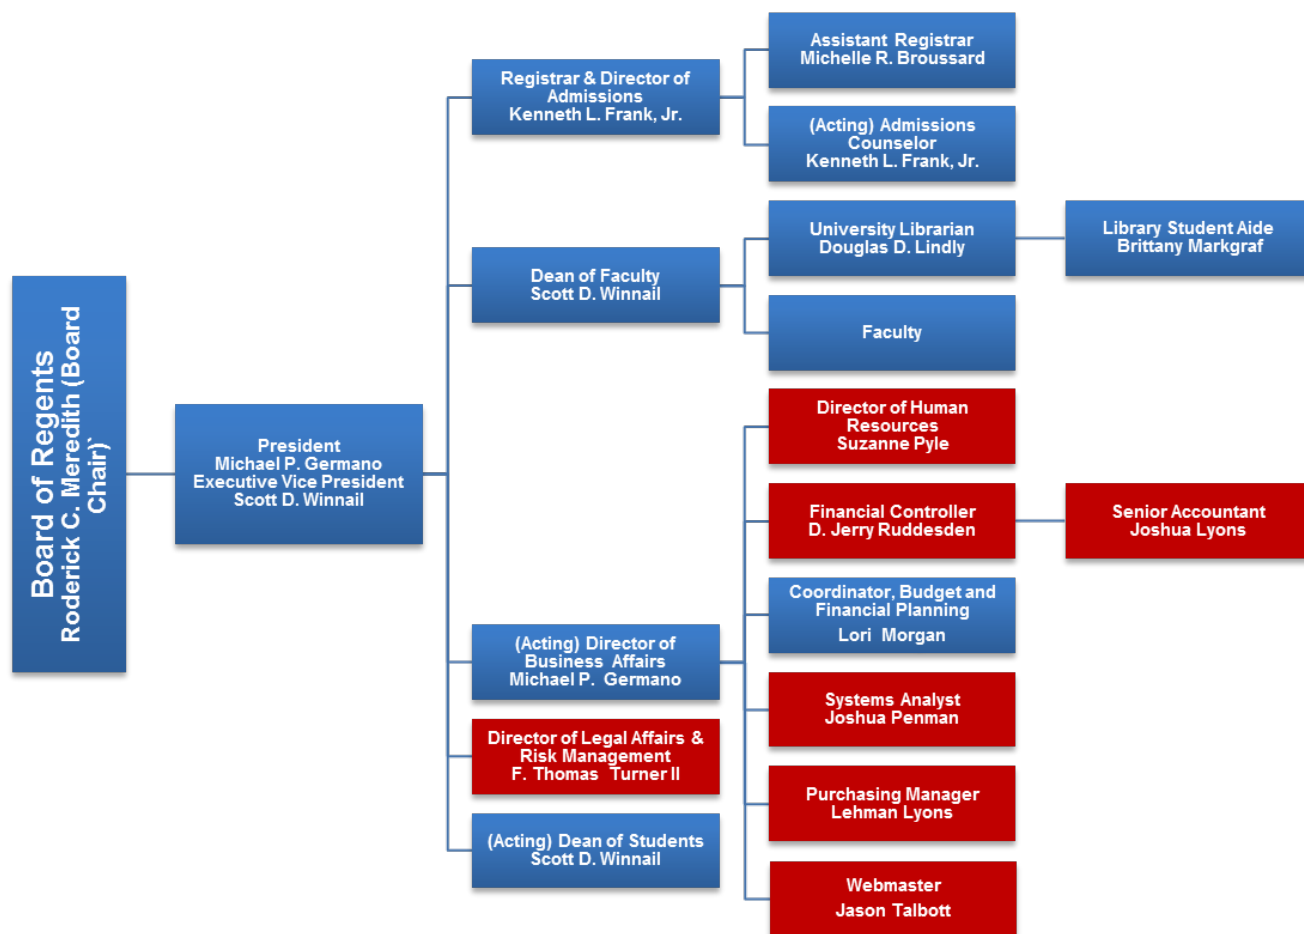 Board of Regents
Roderick C. Meredith (Board
Chair)`
President
Michael P. Germano
Executive Vice President
Scott D. Winnail
Registrar & Director of
Admissions
Kenneth L. Frank, Jr.
Assistant Registrar
Michelle R. Broussard
(Acting) Admissions
Counselor
Kenneth L. Frank, Jr.
Dean of Faculty
Scott D. Winnail
University Librarian
Douglas D. Lindly
Library Student Aide
Brittany Markgraf
Faculty
(Acting) Director of
Business Affairs
Michael P. Germano
Director of Human
Resources
Suzanne Pyle
Financial Controller
D. Jerry Ruddesden
Senior Accountant
Joshua Lyons
Coordinator, Budget and
Financial Planning
Lori Morgan
Systems Analyst
Joshua Penman
Purchasing Manager
Lehman Lyons
Webmaster
Jason Talbott
Director of Legal Affairs &
Risk Management
F. Thomas Turner II
(Acting) Dean of Students
Scott D. Winnail